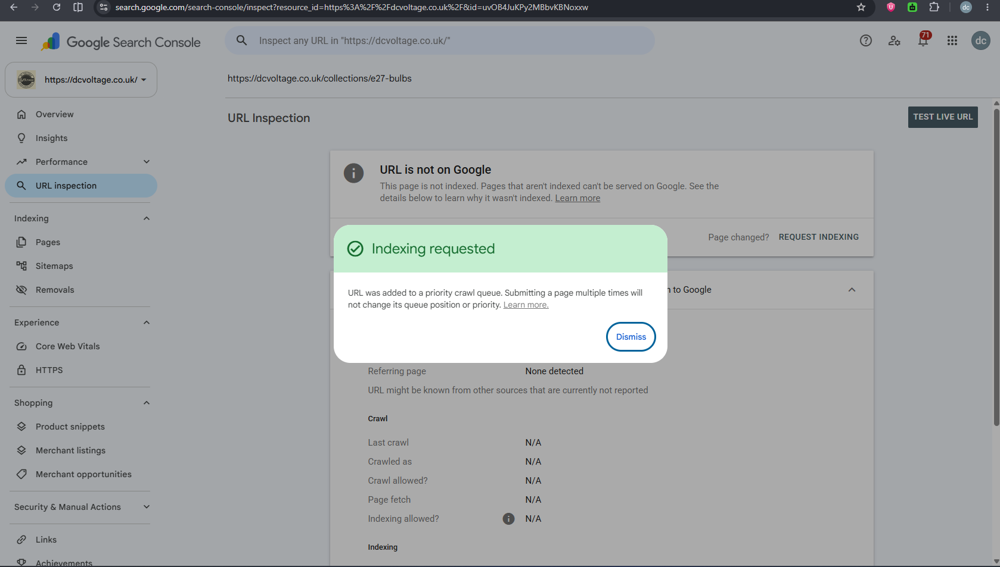 search.google.com/search-console/inspect?resource_id=https%3A%2F%2Fdcvoltage.co.uk%2F&id=uvOB4JuKPy2MBbvKBNoxxw
dc
Google Search Console
Inspect any URL in "https://dcvoltage.co.uk/"
71
dc
https://dcvoltage.co.uk/
https://dcvoltage.co.uk/collections/e27-bulbs
Overview
Insights
Performance
URL inspection
Indexing
Pages
Sitemaps
Removals
Experience
Core Web Vitals
HTTPS
Shopping
Product snippets
Merchant listings
Merchant opportunities
Security & Manual Actions
Links
Achievements
URL Inspection
TEST LIVE URL
URL is not on Google
This page is not indexed. Pages that aren't indexed can't be served on Google. See the
details below to learn why it wasn't indexed. Learn more
Page changed? REQUEST INDEXING
Indexing requested
URL was added to a priority crawl queue. Submitting a page multiple times will
not change its queue position or priority. Learn more.
Dismiss
to Google
Referring page None detected
URL might be known from other sources that are currently not reported
Crawl
Last crawl N/A
Crawled as N/A
Crawl allowed? N/A
Page fetch N/A
Indexing allowed? N/A
Indexing